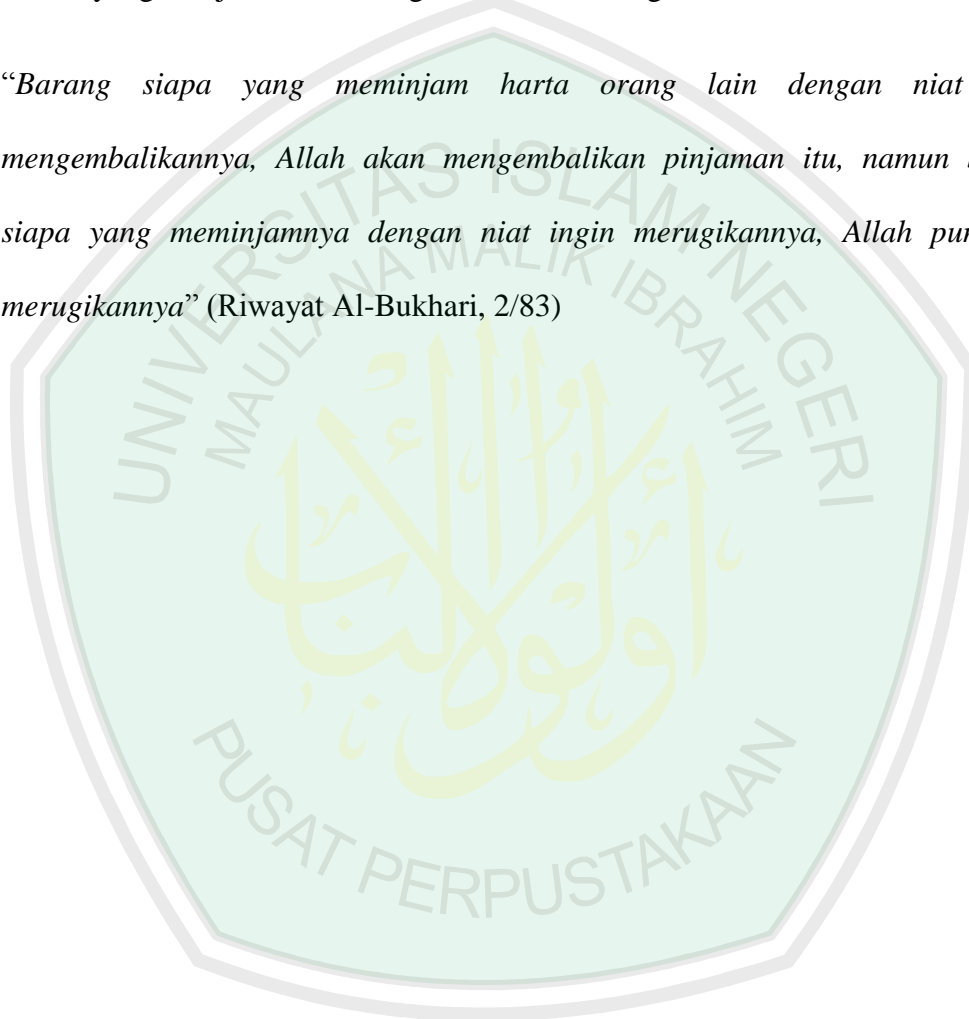 “Barang siapa yang meminjam harta orang lain dengan niat
mengembalikannya, Allah akan mengembalikan pinjaman itu, namun
siapa yang meminjamnya dengan niat ingin merugikannya, Allah pun
merugikannya” (Riwayat Al-Bukhari, 2/83)
UNIVERSITAS ISLAM NEGERI
MAULANA MALIK IBRAHIM
أولوا الألباب
PUSAT PERPUSTAKAAN